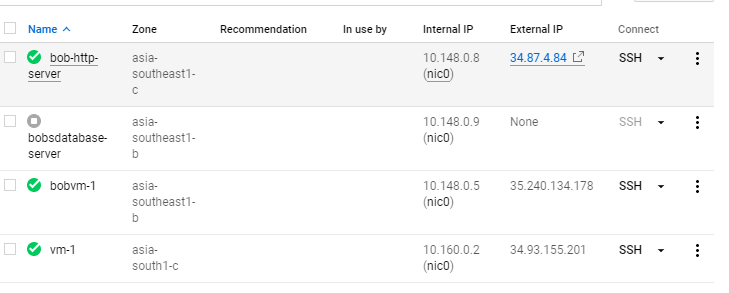 Name Zone Recommendation In use by Internal IP External IP Connect
bob-http-server asia-southeast1-c 10.148.0.8 (nic0) 34.87.4.84 SSH
bobsdatabase-server asia-southeast1-b 10.148.0.9 (nic0) None SSH
bobvm-1 asia-southeast1-b 10.148.0.5 (nic0) 35.240.134.178 SSH
vm-1 asia-south1-c 10.160.0.2 (nic0) 34.93.155.201 SSH